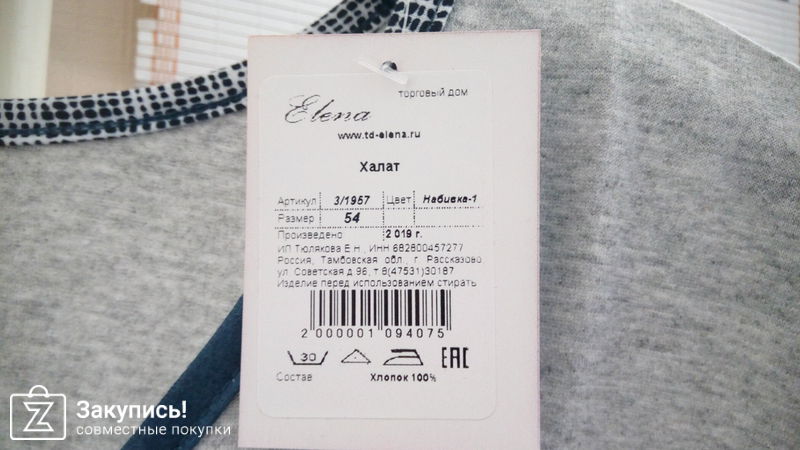 Elena
торговый дом
www.td-elena.ru
Халат
Артикул 3/1957 Цвет Набивка-1
Размер 54
Произведено 2 019 г.
ИП Тюлякова Е.Н., ИНН 682800457277
Россия, Тамбовская обл., г. Рассказово
ул. Советская д.96, т 8(47531)30187
Изделие перед использованием стирать
2 000001 094075
30
EAC
Состав Хлопок 100%
Закупись!
совместные покупки